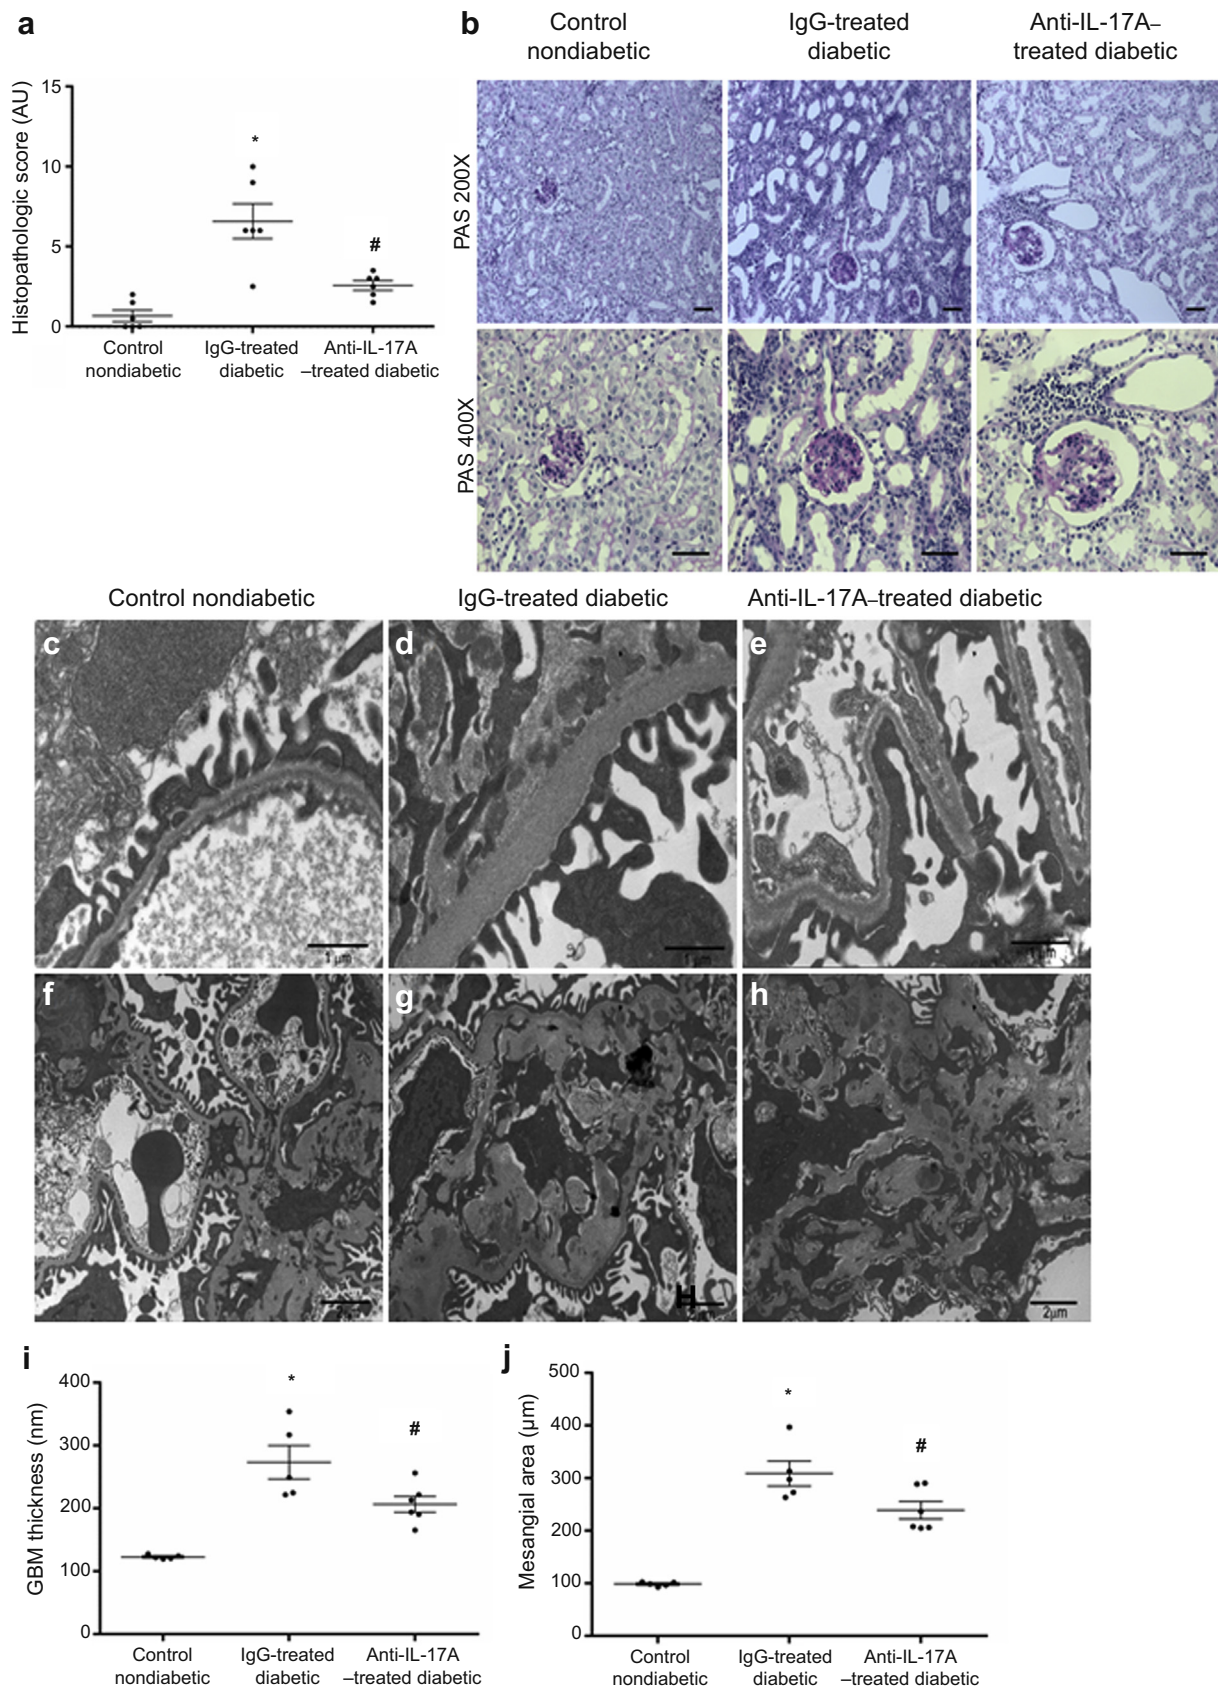 a
Histopathologic score (AU)
15
10
5
0
*
#
Control
nondiabetic
IgG-treated
diabetic
Anti-IL-17A
–treated diabetic
b
Control
nondiabetic
IgG-treated
diabetic
Anti-IL-17A–
treated diabetic
PAS 200X
PAS 400X
Control nondiabetic
IgG-treated diabetic
Anti-IL-17A–treated diabetic
c
1 µm
d
1 µm
e
f
g
H
h
2µm
i
GBM thickness (nm)
400
300
200
100
0
*
#
Control
nondiabetic
IgG-treated
diabetic
Anti-IL-17A
–treated diabetic
j
Mesangial area (µm)
500
400
300
200
100
0
*
#
Control
nondiabetic
IgG-treated
diabetic
Anti-IL-17A
–treated diabetic